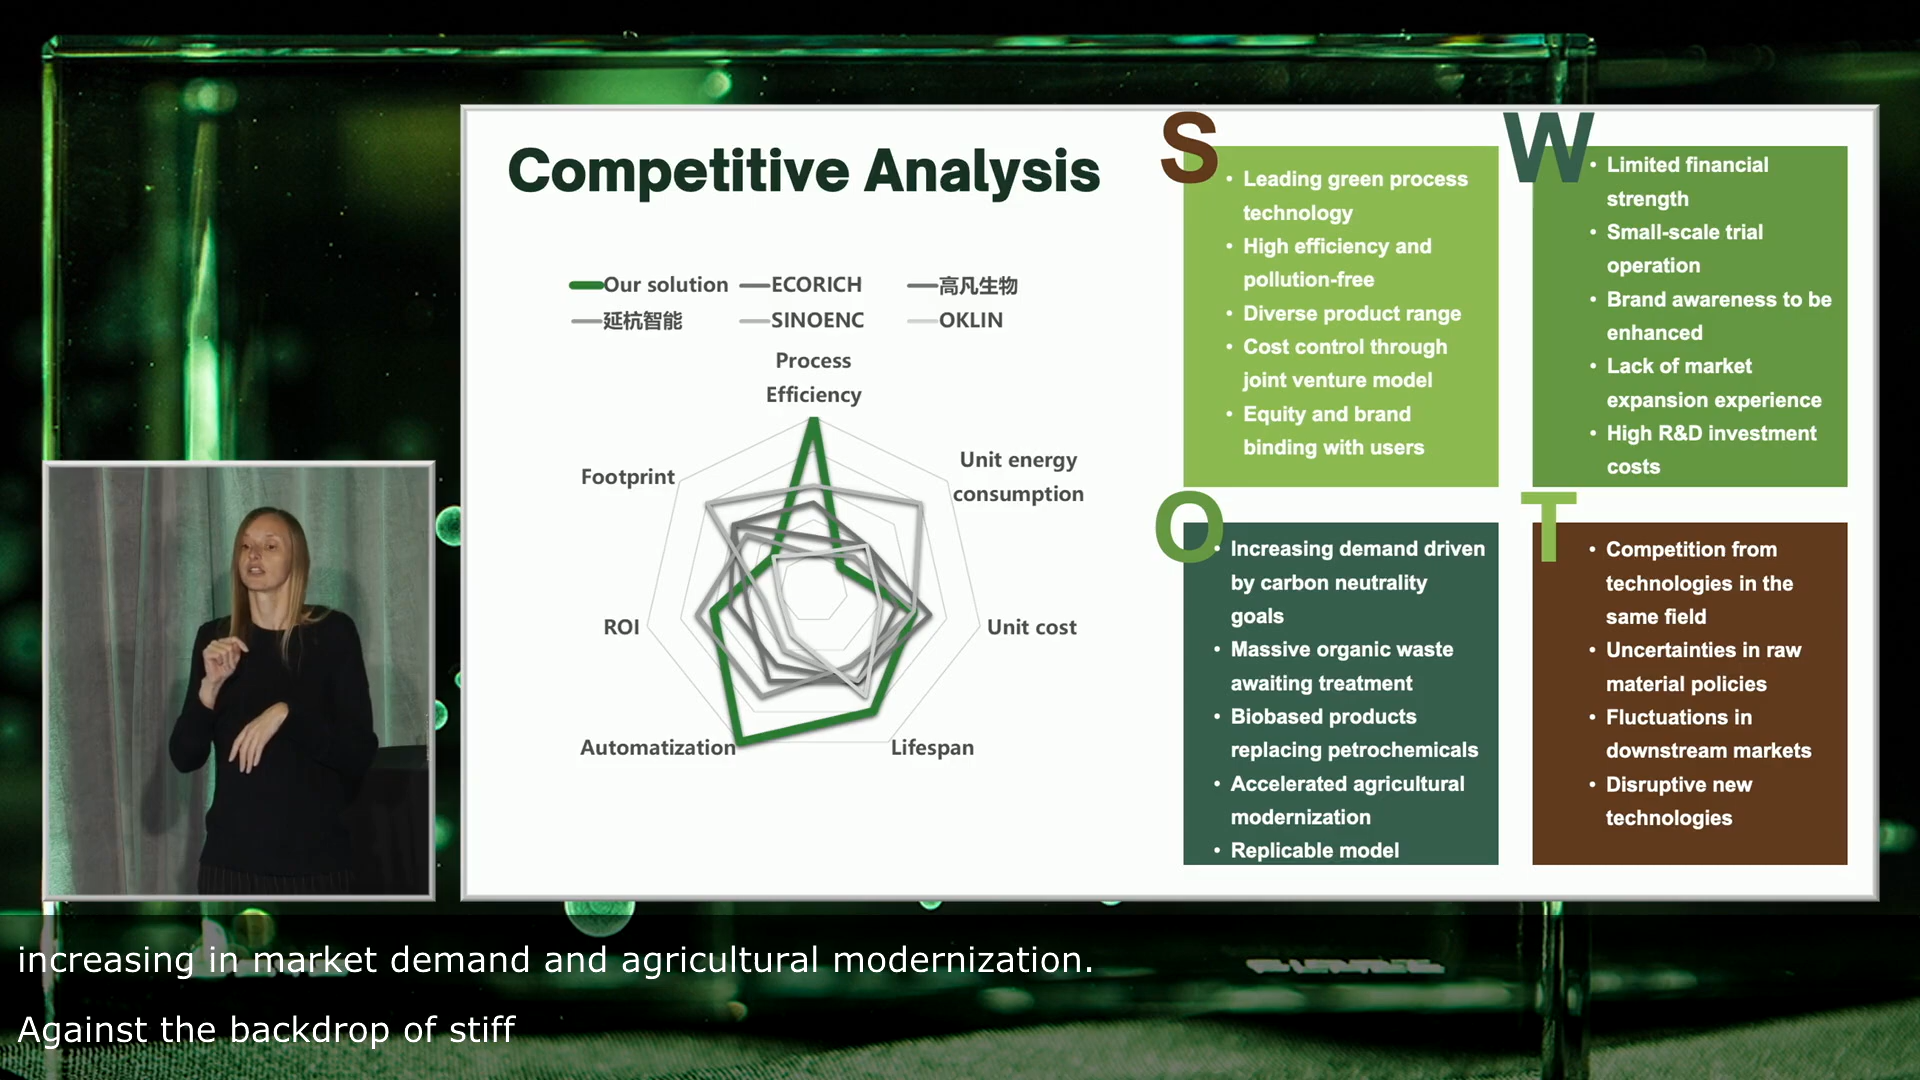 Competitive Analysis
Our solution
ECORICH
高凡生物
延杭智能
SINOENC
OKLIN
Process
Efficiency
Unit energy
consumption
Unit cost
Lifespan
Automatization
ROI
Footprint
S
Leading green process
technology
High efficiency and
pollution-free
Diverse product range
Cost control through
joint venture model
Equity and brand
binding with users
W
Limited financial
strength
Small-scale trial
operation
Brand awareness to be
enhanced
Lack of market
expansion experience
High R&D investment
costs
O
Increasing demand driven
by carbon neutrality
goals
Massive organic waste
awaiting treatment
Biobased products
replacing petrochemicals
Accelerated agricultural
modernization
Replicable model
T
Competition from
technologies in the
same field
Uncertainties in raw
material policies
Fluctuations in
downstream markets
Disruptive new
technologies
increasing in market demand and agricultural modernization.
Against the backdrop of stiff